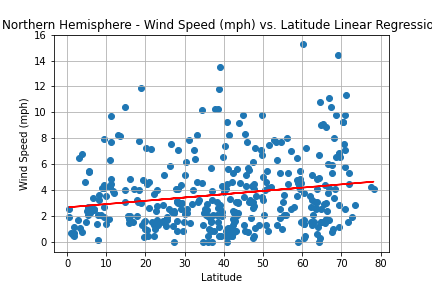 Northern Hemisphere - Wind Speed (mph) vs. Latitude Linear Regressio
16
14
12
10
8
6
4
2
0
Wind Speed (mph)
0 10 20 30 40 50 60 70 80
Latitude